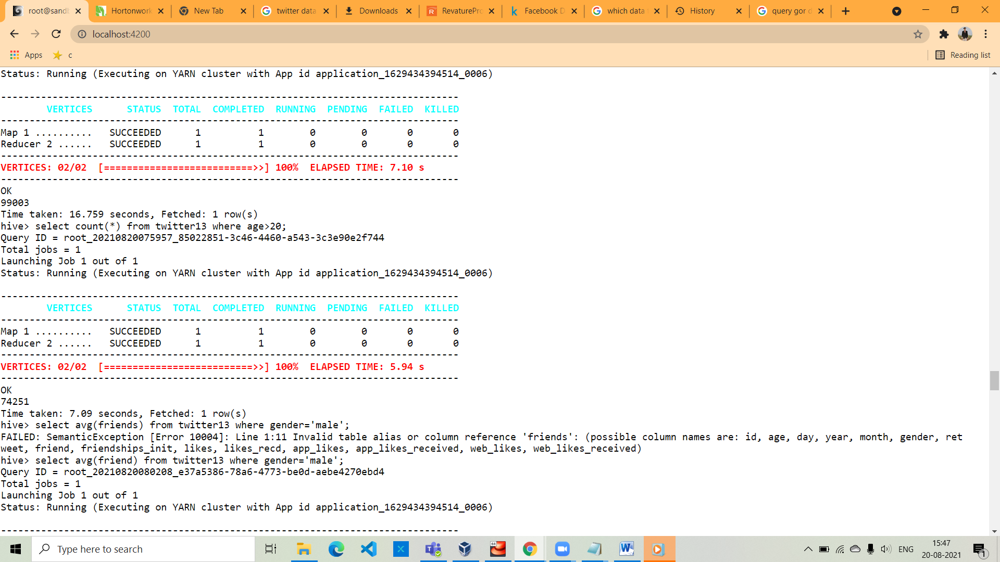 root@sandb
Hortonwork
New Tab
twitter data
Downloads
RevaturePro
Facebook D
which data
History
query gor d
localhost:4200
Apps
c
Reading list
Status: Running (Executing on YARN cluster with App id application_1629434394514_0006)
--------------------------------------------------------------------------------
VERTICES STATUS TOTAL COMPLETED RUNNING PENDING FAILED KILLED
--------------------------------------------------------------------------------
Map 1 .......... SUCCEEDED 1 1 0 0 0 0
Reducer 2 ...... SUCCEEDED 1 1 0 0 0 0
--------------------------------------------------------------------------------
VERTICES: 02/02 [==========================>>] 100% ELAPSED TIME: 7.10 s
--------------------------------------------------------------------------------
OK
99003
Time taken: 16.759 seconds, Fetched: 1 row(s)
hive> select count(*) from twitter13 where age>20;
Query ID = root_20210820075957_85022851-3c46-4460-a543-3c3e90e2f744
Total jobs = 1
Launching Job 1 out of 1
Status: Running (Executing on YARN cluster with App id application_1629434394514_0006)
--------------------------------------------------------------------------------
VERTICES STATUS TOTAL COMPLETED RUNNING PENDING FAILED KILLED
--------------------------------------------------------------------------------
Map 1 .......... SUCCEEDED 1 1 0 0 0 0
Reducer 2 ...... SUCCEEDED 1 1 0 0 0 0
--------------------------------------------------------------------------------
VERTICES: 02/02 [==========================>>] 100% ELAPSED TIME: 5.94 s
--------------------------------------------------------------------------------
OK
74251
Time taken: 7.09 seconds, Fetched: 1 row(s)
hive> select avg(friends) from twitter13 where gender='male';
FAILED: SemanticException [Error 10004]: Line 1:11 Invalid table alias or column reference 'friends': (possible column names are: id, age, day, year, month, gender, ret
weet, friend, friendships_init, likes, likes_recd, app_likes, app_likes_received, web_likes, web_likes_received)
hive> select avg(friend) from twitter13 where gender='male';
Query ID = root_20210820080208_e37a5386-78a6-4773-be0d-aebe4270ebd4
Total jobs = 1
Launching Job 1 out of 1
Status: Running (Executing on YARN cluster with App id application_1629434394514_0006)
--------------------------------------------------------------------------------
Type here to search
ENG
15:47
20-08-2021
1